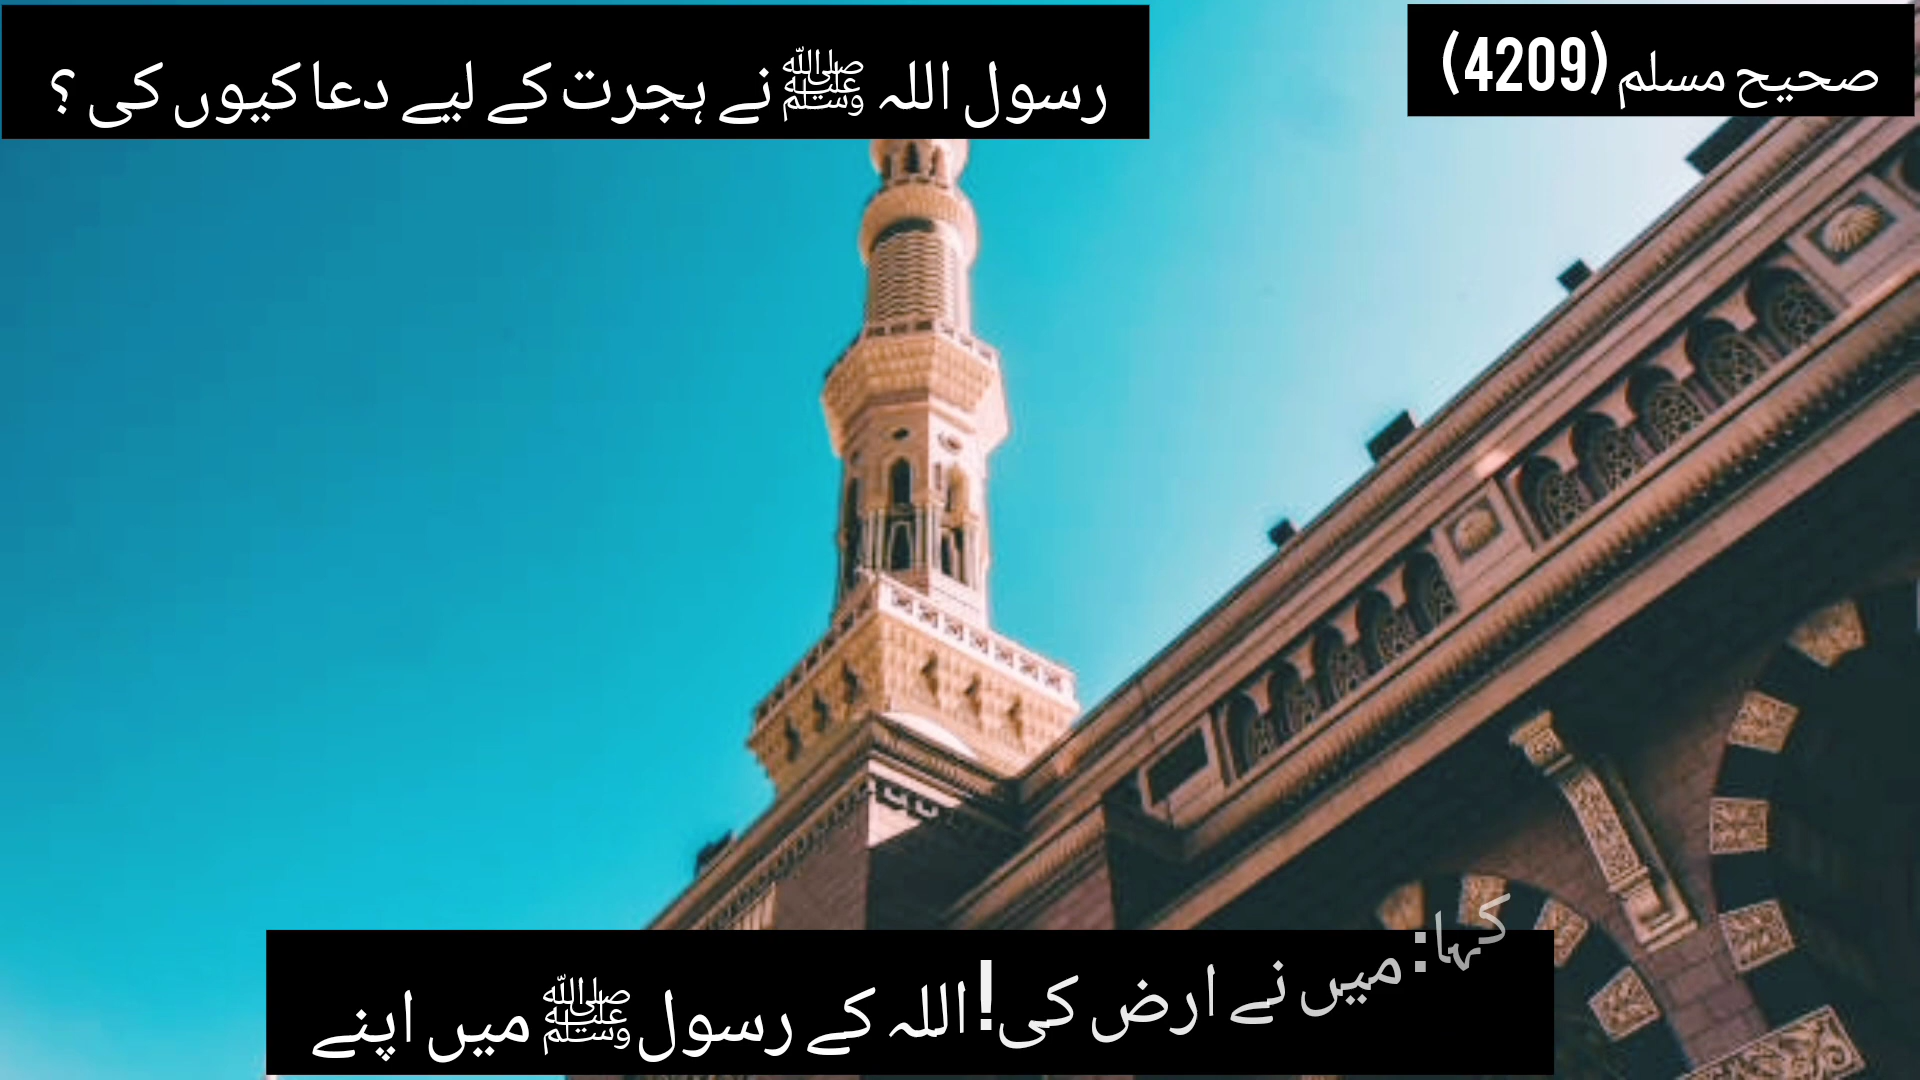 صحیح مسلم (4209)
رسول اللہ ﷺ نے ہجرت کے لیے دعا کیوں کی ؟
کہا: میں نے ارض کی! اللہ کے رسول ﷺ میں اپنے